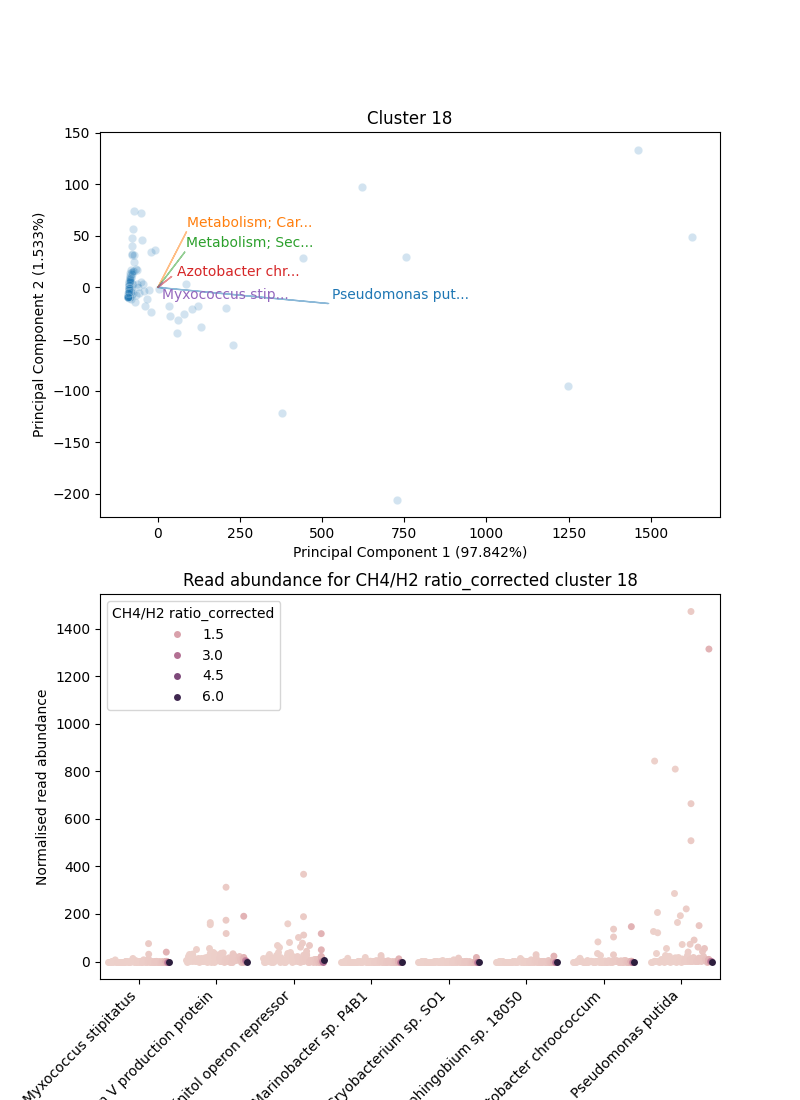 Cluster 18
150
100
50
0
−50
−100
−150
−200
Principal Component 2 (1.533%)
Metabolism; Car...
Metabolism; Sec...
Azotobacter chr...
Myxococcus stip...
Pseudomonas put...
0
250
500
750
1000
1250
1500
Principal Component 1 (97.842%)
Read abundance for CH4/H2 ratio_corrected cluster 18
CH4/H2 ratio_corrected
1.5
3.0
4.5
6.0
1400
1200
1000
800
600
400
200
0
Normalised read abundance
Myxococcus stipitatus
V production protein
operon repressor
Marinobacter sp. P4B1
sp. SO1
sp. 18050
chroococcum
Pseudomonas putida